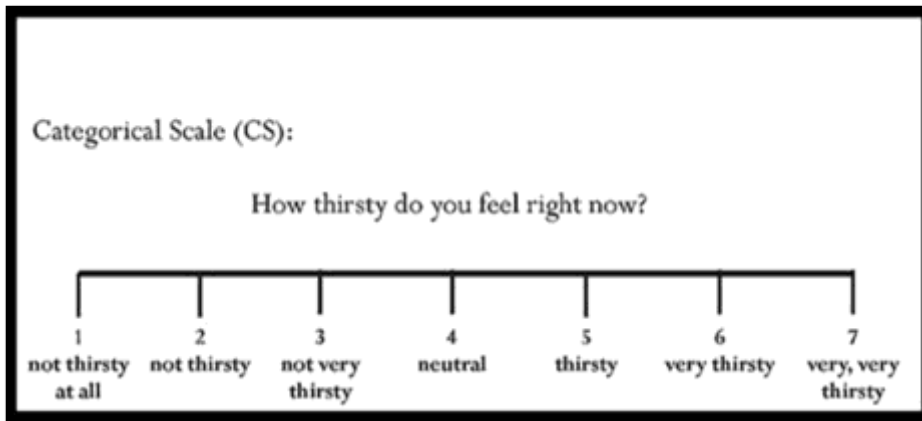 Categorical Scale (CS):
How thirsty do you feel right now?
1 2 3 4 5 6 7
not thirsty not thirsty not very neutral thirsty very thirsty very, very
at all thirsty thirsty